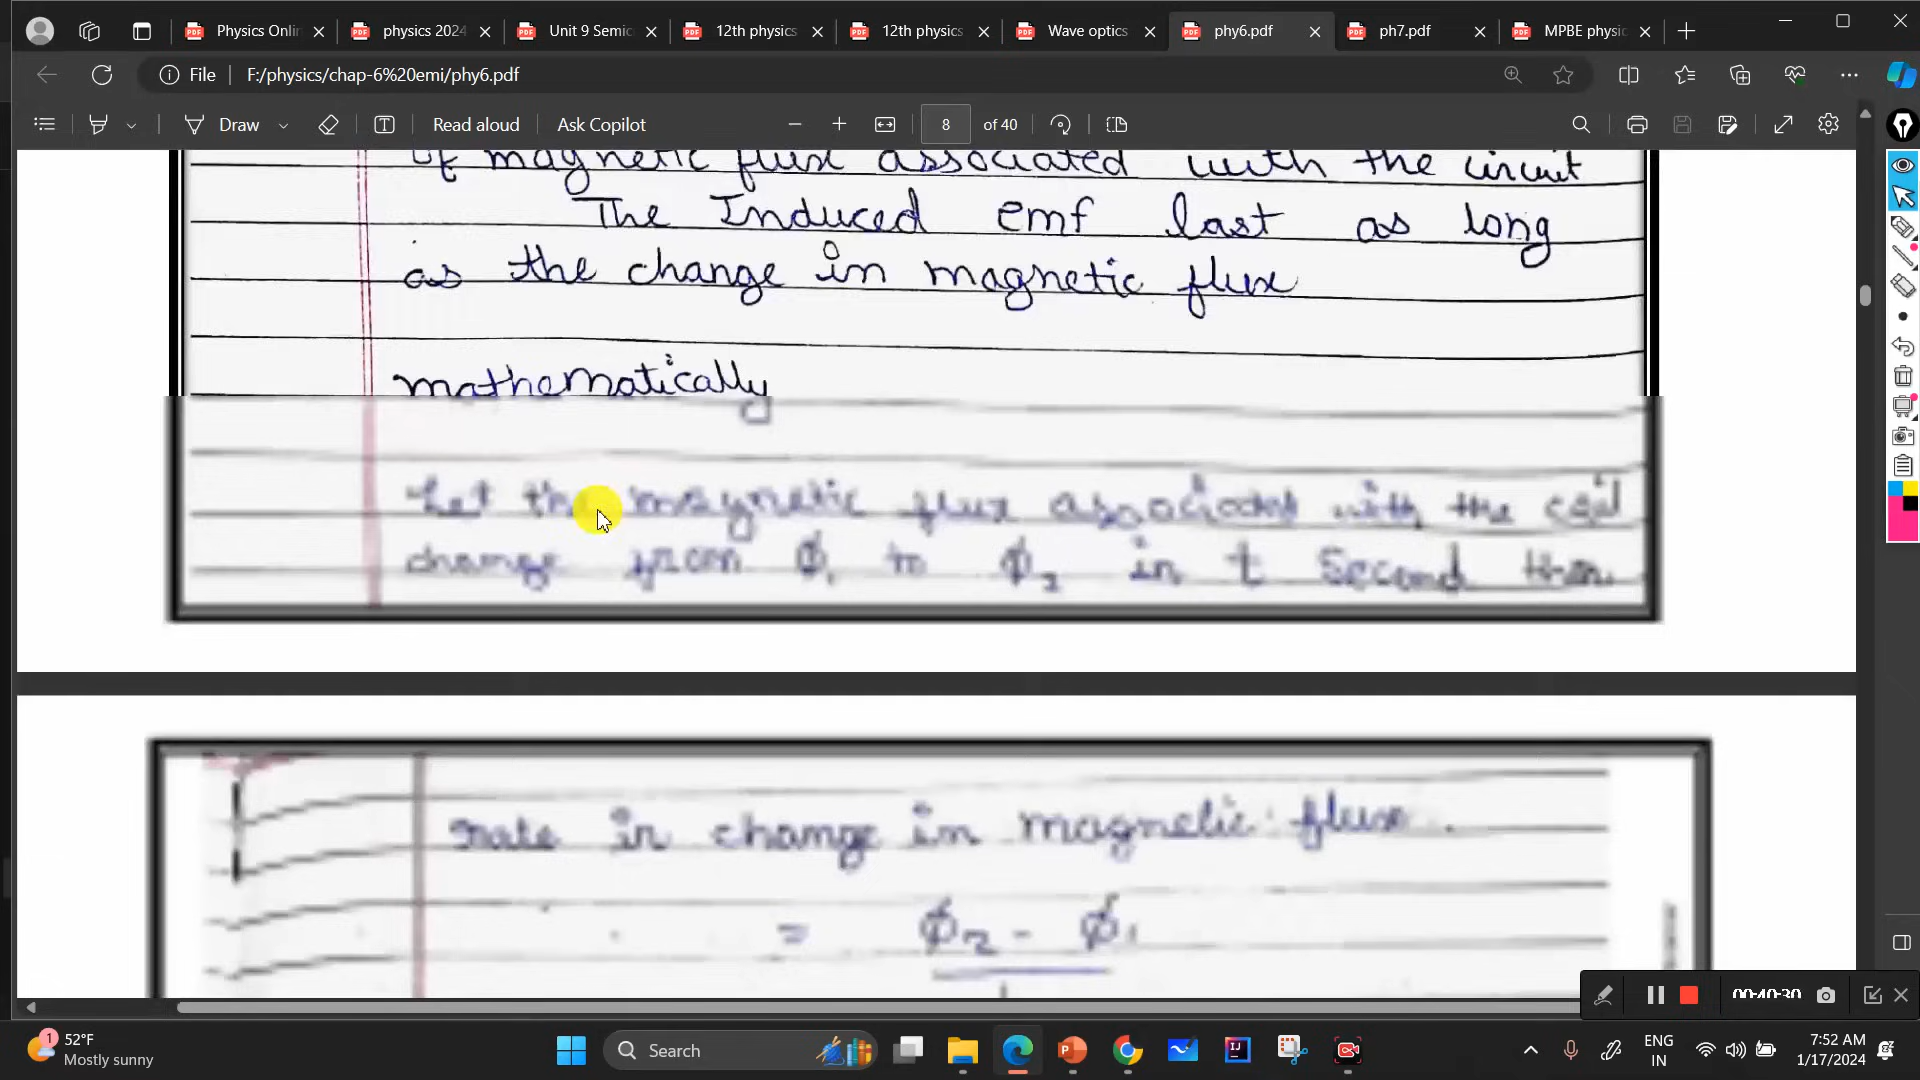 Physics Onli
physics 2024
Unit 9 Semic
12th physics
12th physics
Wave optics
phy6.pdf
ph7.pdf
MPBE physic
File
F:/physics/chap-6%20emi/phy6.pdf
Draw
Read aloud
Ask Copilot
8
of 40
of magnetic flux associated with the circuit
The Induced emf last as long
as the change in magnetic flux
mathematically
Let the magnetic flux associated with the coil
change from ϕ₁ to ϕ₂ in t Second then
rate in change in magnetic flux.
= ϕ₂ - ϕ₁
00:40:30
1
52°F
Mostly sunny
Search
ENG
IN
7:52 AM
1/17/2024